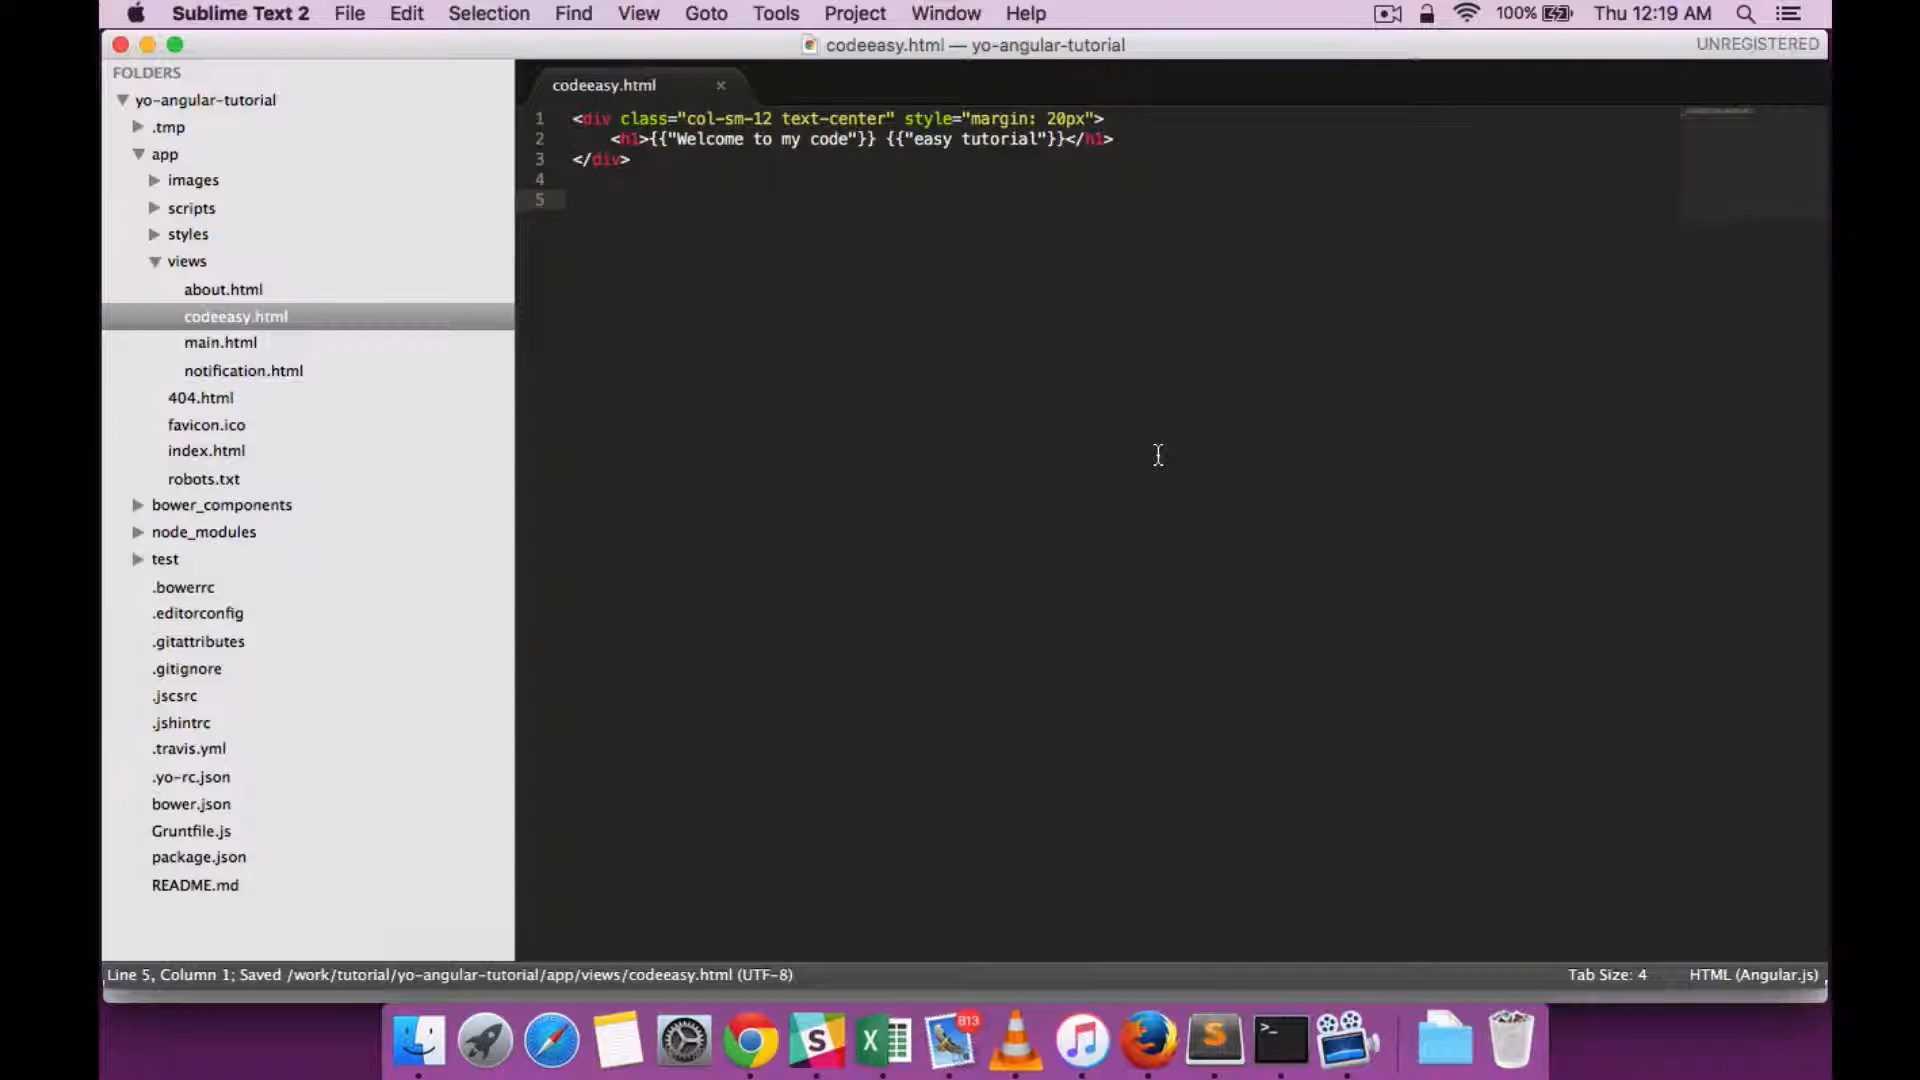 Sublime Text 2 File Edit Selection Find View Goto Tools Project Window Help 100% Thu 12:19 AM
codeeasy.html — yo-angular-tutorial UNREGISTERED
FOLDERS
yo-angular-tutorial
.tmp
app
images
scripts
styles
views
about.html
codeeasy.html
main.html
notification.html
404.html
favicon.ico
index.html
robots.txt
bower_components
node_modules
test
.bowerrc
.editorconfig
.gitattributes
.gitignore
.jscsrc
.jshintrc
.travis.yml
.yo-rc.json
bower.json
Gruntfile.js
package.json
README.md
codeeasy.html ×
1 <div class="col-sm-12 text-center" style="margin: 20px">
2 <h1>{{"Welcome to my code"}} {{"easy tutorial"}}</h1>
3 </div>
4
5
Line 5, Column 1; Saved /work/tutorial/yo-angular-tutorial/app/views/codeeasy.html (UTF-8) Tab Size: 4 HTML (Angular.js)
813